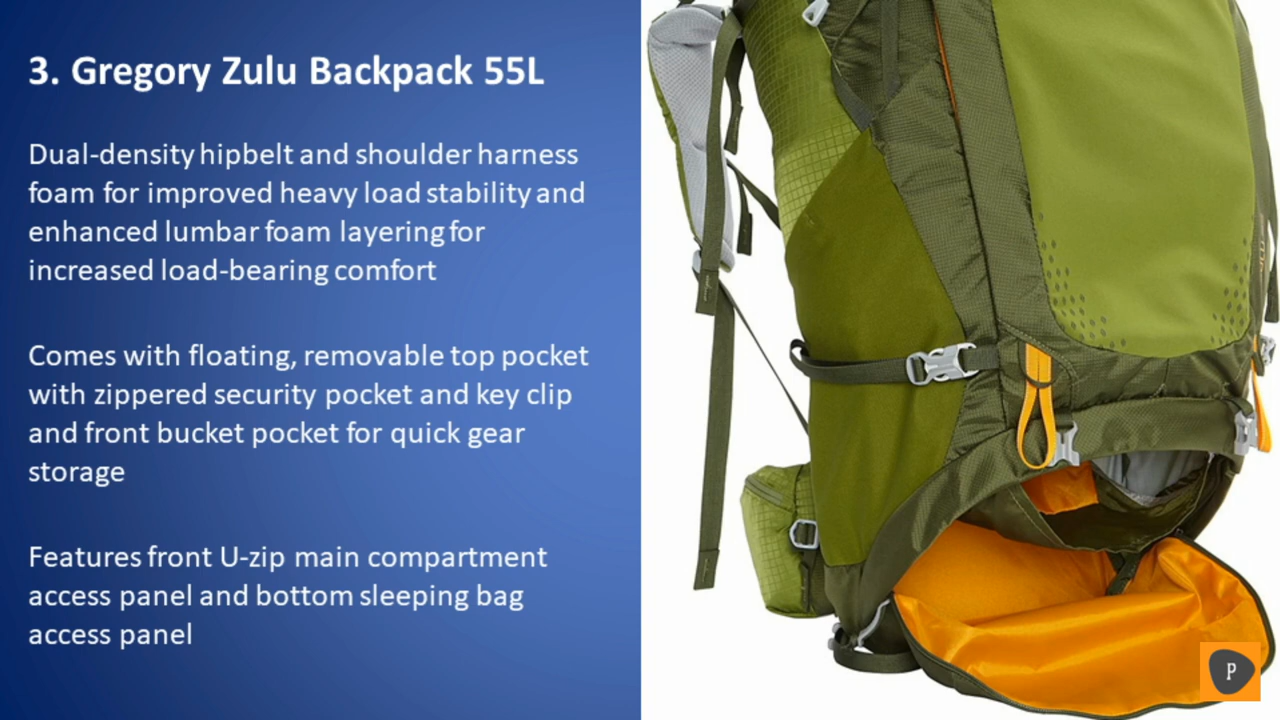 3. Gregory Zulu Backpack 55L
Dual-density hipbelt and shoulder harness
foam for improved heavy load stability and
enhanced lumbar foam layering for
increased load-bearing comfort
Comes with floating, removable top pocket
with zippered security pocket and key clip
and front bucket pocket for quick gear
storage
Features front U-zip main compartment
access panel and bottom sleeping bag
access panel
P